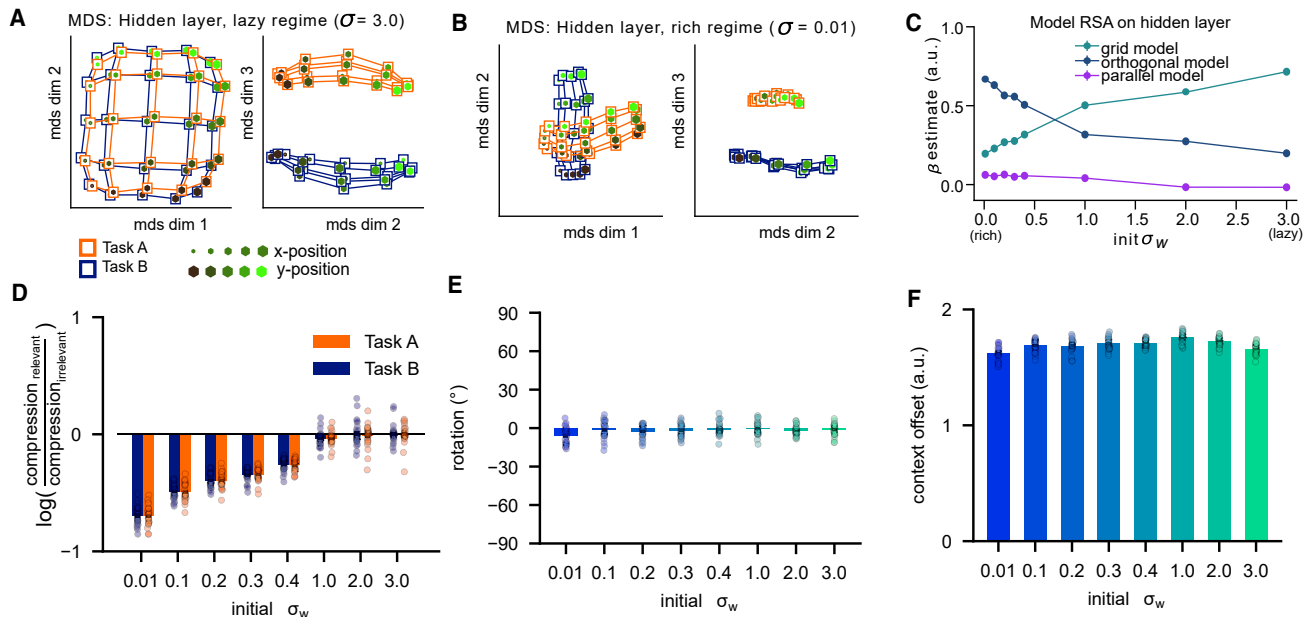 A
MDS: Hidden layer, lazy regime (σ = 3.0)
mds dim 2
mds dim 1
mds dim 3
mds dim 2
Task A
Task B
x-position
y-position
B
MDS: Hidden layer, rich regime (σ = 0.01)
mds dim 2
mds dim 1
mds dim 3
mds dim 2
C
Model RSA on hidden layer
grid model
orthogonal model
parallel model
β estimate (a.u.)
1.0
0.5
0.0
0.0 0.5 1.0 1.5 2.0 2.5 3.0
(rich) (lazy)
init σw
D
log( compression relevant / compression irrelevant )
1
0
−1
Task A
Task B
0.01 0.1 0.2 0.3 0.4 1.0 2.0 3.0
initial σw
E
rotation (°)
90
60
30
0
−30
−60
−90
0.01 0.1 0.2 0.3 0.4 1.0 2.0 3.0
initial σw
F
context offset (a.u.)
2
1
0
0.01 0.1 0.2 0.3 0.4 1.0 2.0 3.0
initial σw